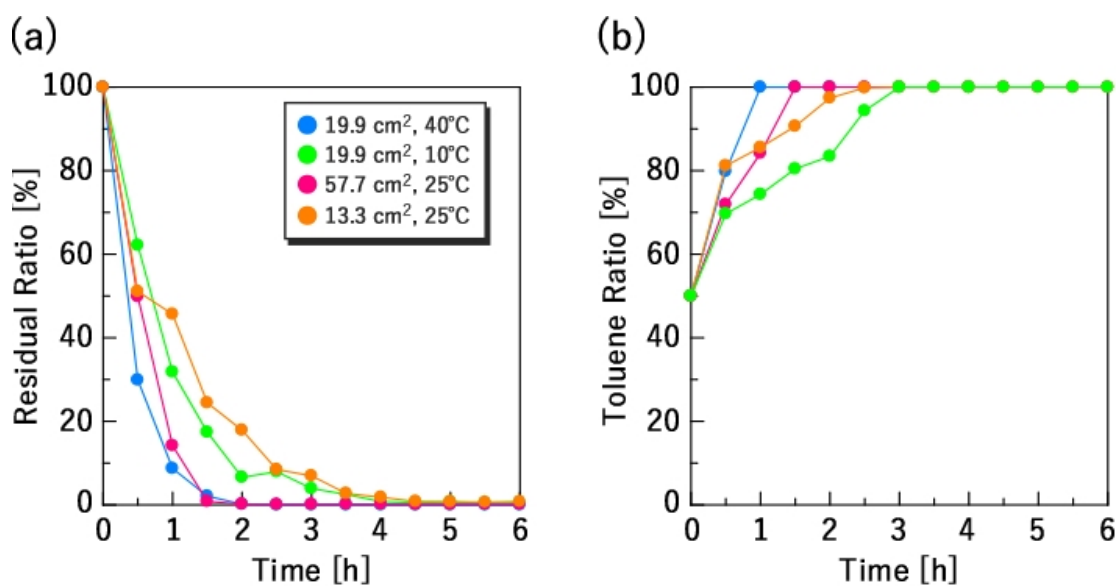 (a)
(b)
Residual Ratio [%]
100
80
60
40
20
0
19.9 cm², 40°C
19.9 cm², 10°C
57.7 cm², 25°C
13.3 cm², 25°C
0 1 2 3 4 5 6
Time [h]
Toluene Ratio [%]
100
80
60
40
20
0
0 1 2 3 4 5 6
Time [h]